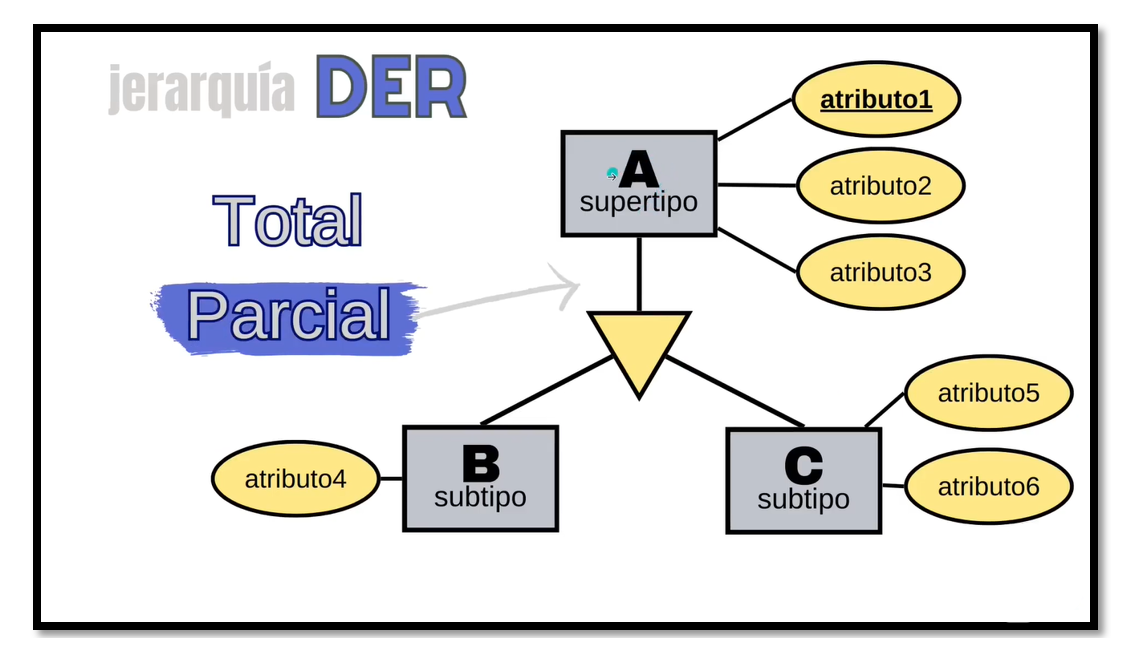 jerarquía DER
Total
Parcial
A
supertipo
atributo1
atributo2
atributo3
B
subtipo
atributo4
C
subtipo
atributo5
atributo6